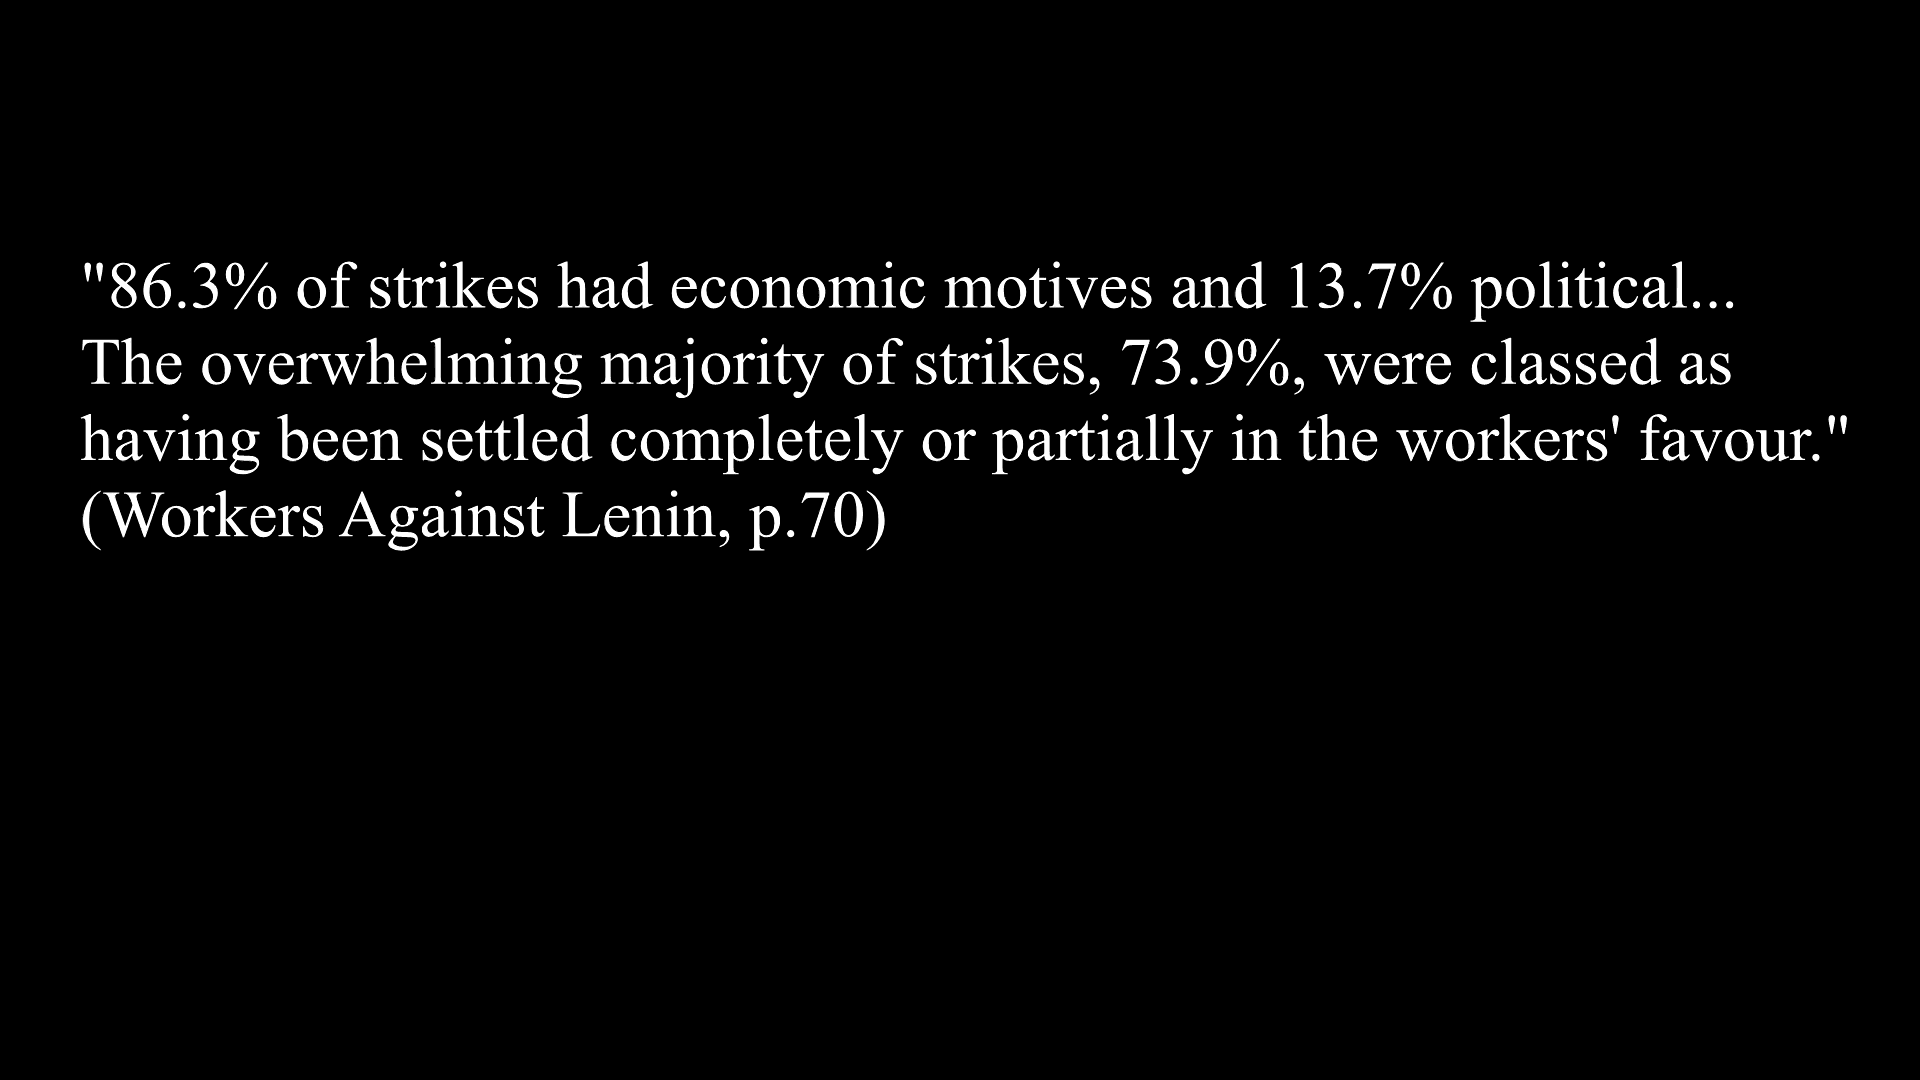 "86.3% of strikes had economic motives and 13.7% political...
The overwhelming majority of strikes, 73.9%, were classed as
having been settled completely or partially in the workers' favour."
(Workers Against Lenin, p.70)